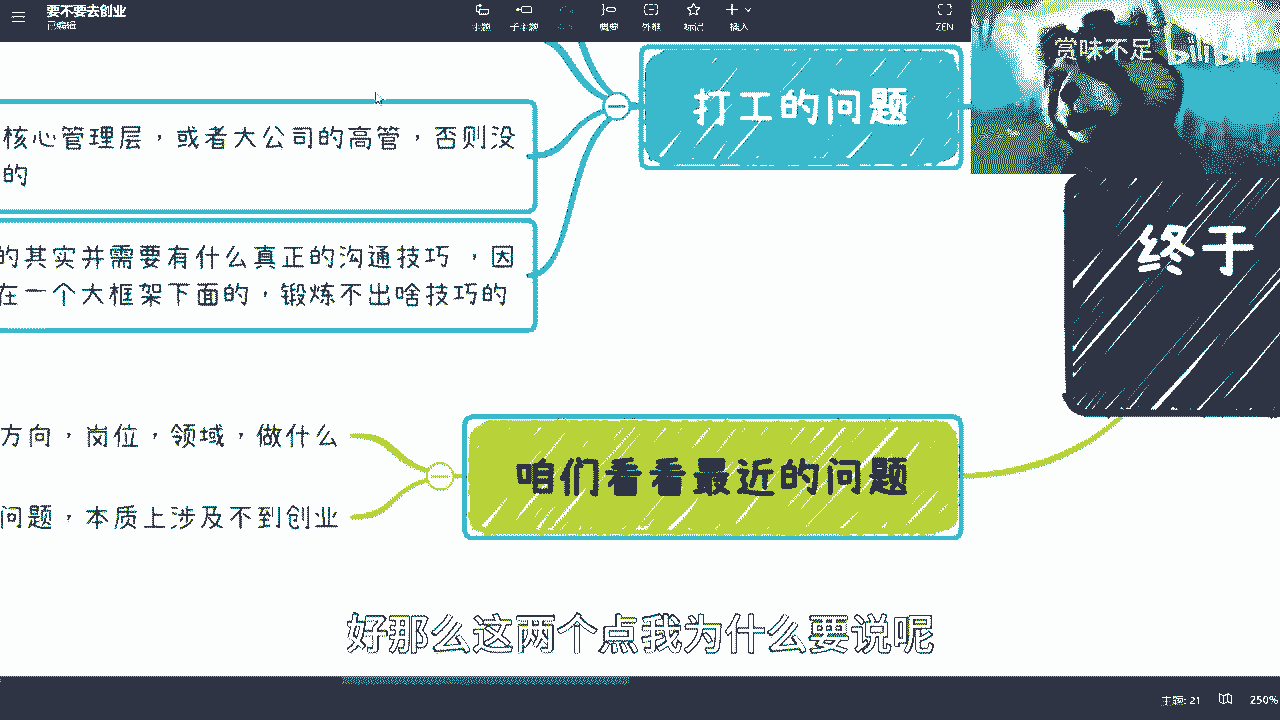 要不要去创业
已编辑
主题
子主题
概要
外框
标记
插入
ZEN
赏味不足
bilibili
打工的问题
核心管理层，或者大公司的高管，否则没
的
终于
的其实并需要有什么真正的沟通技巧 ，因
在一个大框架下面的，锻炼不出啥技巧的
方向，岗位，领域，做什么
咱们看看最近的问题
问题，本质上涉及不到创业
好那么这两个点我为什么要说呢
主题: 21
250%